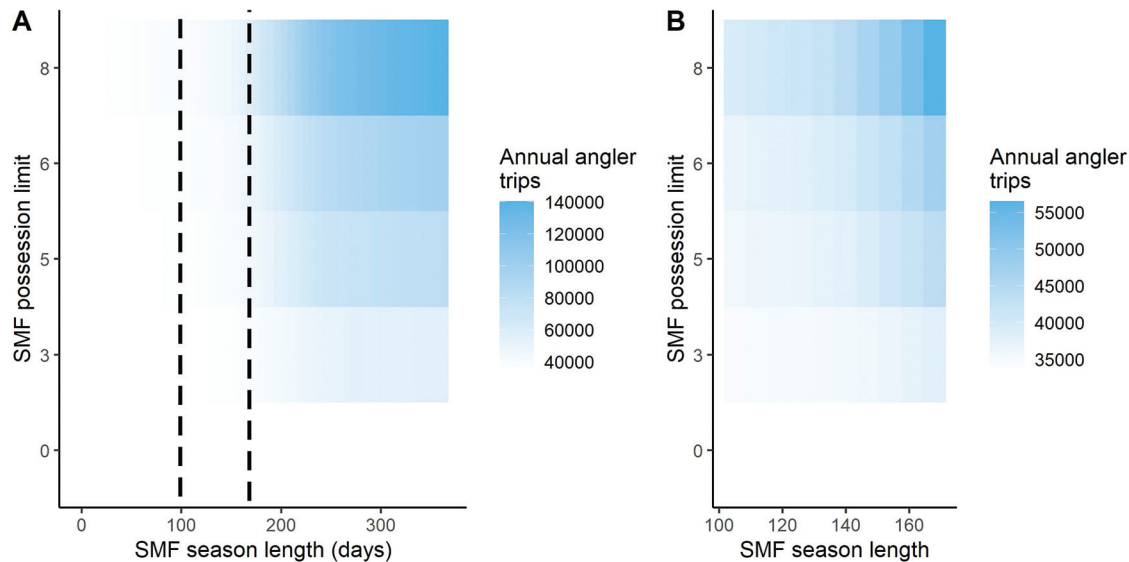 A
SMF possession limit
8
6
5
3
0
0
100
200
300
SMF season length (days)
Annual angler
trips
140000
120000
100000
80000
60000
40000
B
SMF possession limit
8
6
5
3
0
100
120
140
160
SMF season length
Annual angler
trips
55000
50000
45000
40000
35000